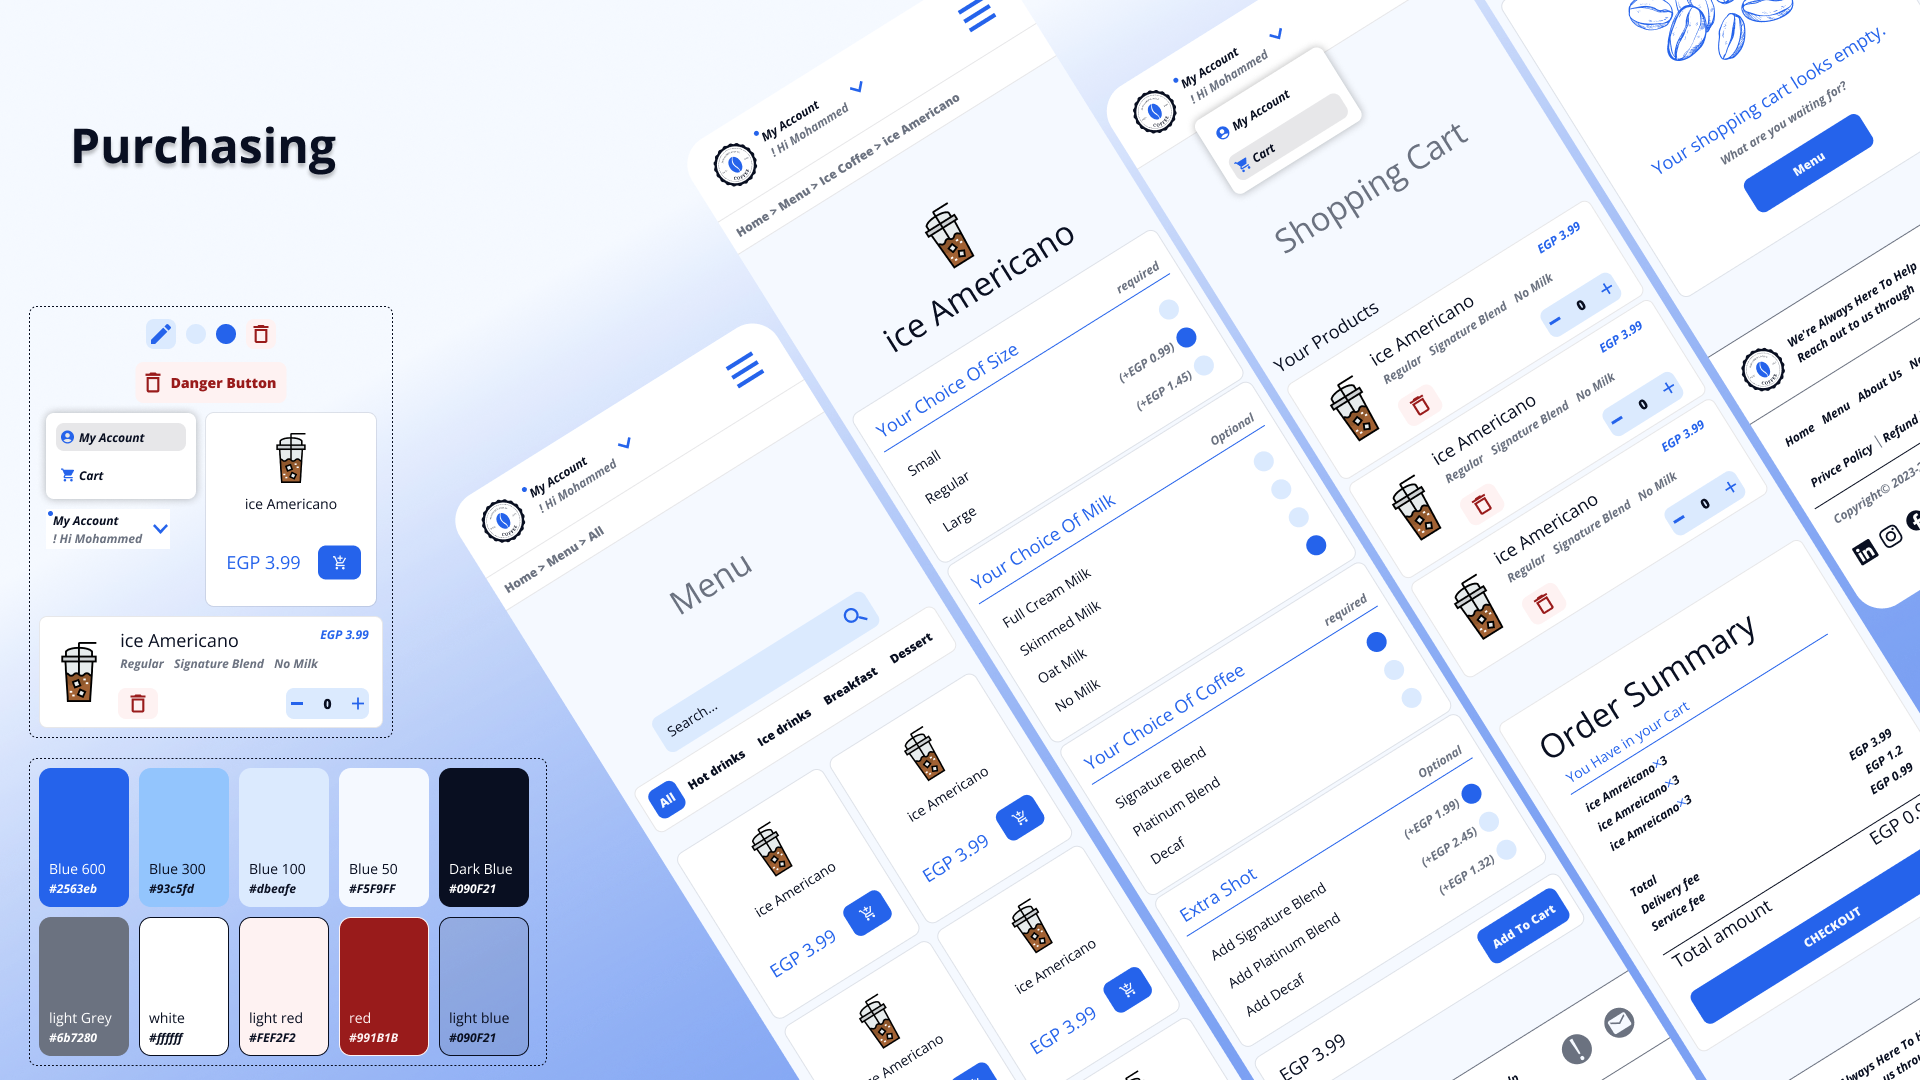 Purchasing
Danger Button
My Account
Cart
My Account
! Hi Mohammed
ice Americano
EGP 3.99
ice Americano
EGP 3.99
Regular Signature Blend No Milk
0
Blue 600
#2563eb
Blue 300
#93c5fd
Blue 100
#dbeafe
Blue 50
#F5F9FF
Dark Blue
#090F21
light Grey
#6b7280
white
#ffffff
light red
#FEF2F2
red
#991B1B
light blue
#090F21
My Account
! Hi Mohammed
Home > Menu > All
Menu
Search...
All Hot drinks Ice drinks Breakfast Dessert
ice Americano
EGP 3.99
ice Americano
EGP 3.99
ce Americano
ice Americano
EGP 3.99
COFFEE
My Account
! Hi Mohammed
Home > Menu > Ice Coffee > ice Americano
ice Americano
Your Choice Of Size
required
Small
Regular
(+EGP 0.99)
Large
(+EGP 1.45)
Your Choice Of Milk
Optional
Full Cream Milk
Skimmed Milk
Oat Milk
No Milk
Your Choice Of Coffee
required
Signature Blend
Platinum Blend
Decaf
Extra Shot
Optional
Add Signature Blend
(+EGP 1.99)
Add Platinum Blend
(+EGP 2.45)
Add Decaf
(+EGP 1.32)
Add To Cart
EGP 3.99
My Account
! Hi Mohammed
My Account
Cart
Shopping Cart
Your Products
ice Americano
EGP 3.99
Regular Signature Blend No Milk
0
ice Americano
EGP 3.99
Regular Signature Blend No Milk
0
ice Americano
EGP 3.99
Regular Signature Blend No Milk
0
Order Summary
You Have in your Cart
ice Amreicano×3
EGP 3.99
ice Amreicano×3
EGP 1.2
ice Amreicano×3
EGP 0.99
Total
Delivery fee
Service fee
Total amount
EGP 0.9
CHECKOUT
Always Here To H
us throu
Your shopping cart looks empty.
What are you waiting for?
Menu
We're Always Here To Help
Reach out to us through
Home Menu About Us
Privce Policy | Refund
Copyright© 2023-